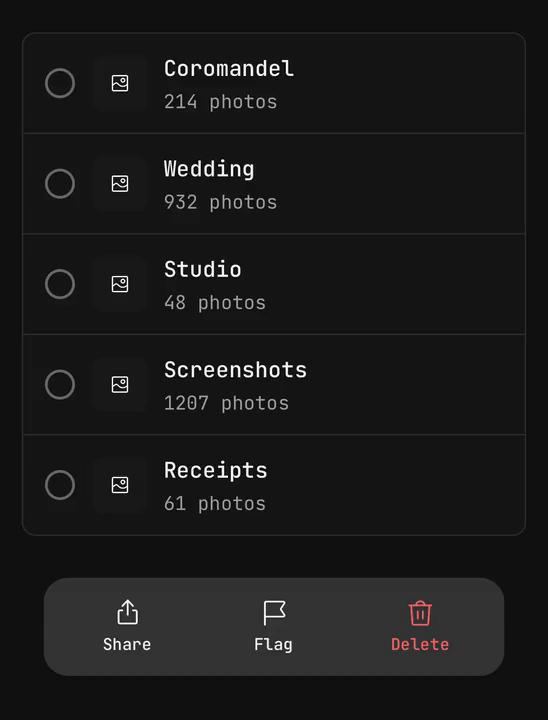 Coromandel
214 photos
Wedding
932 photos
Studio
48 photos
Screenshots
1207 photos
Receipts
61 photos
Share
Flag
Delete